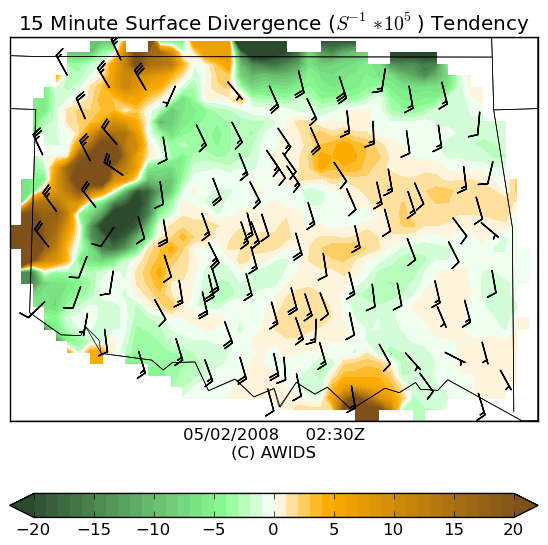 15 Minute Surface Divergence (S⁻¹ *10⁵ ) Tendency
05/02/2008 02:30Z
(C) AWIDS
−20 −15 −10 −5 0 5 10 15 20